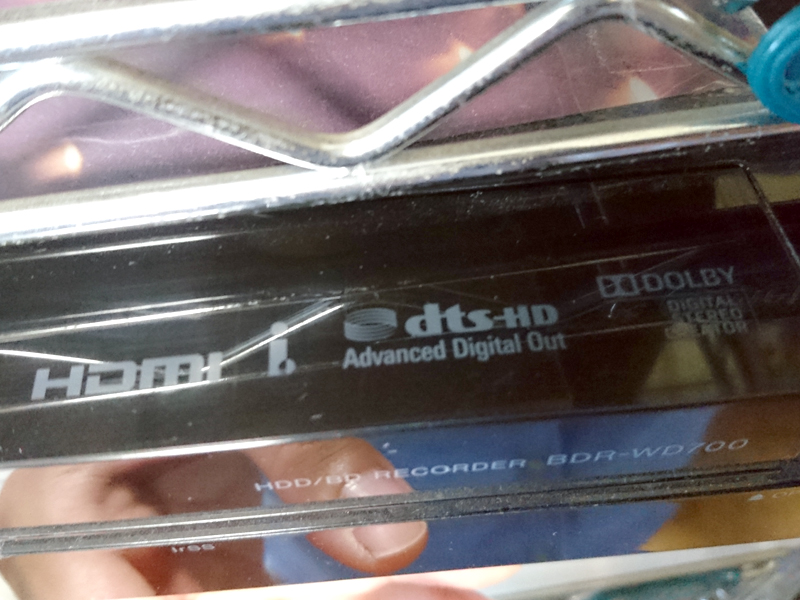 HDMI i.
dts-HD
Advanced Digital Out
DOLBY
DIGITAL
STEREO
CREATOR
HDD/BD RECORDER BDR-WD700